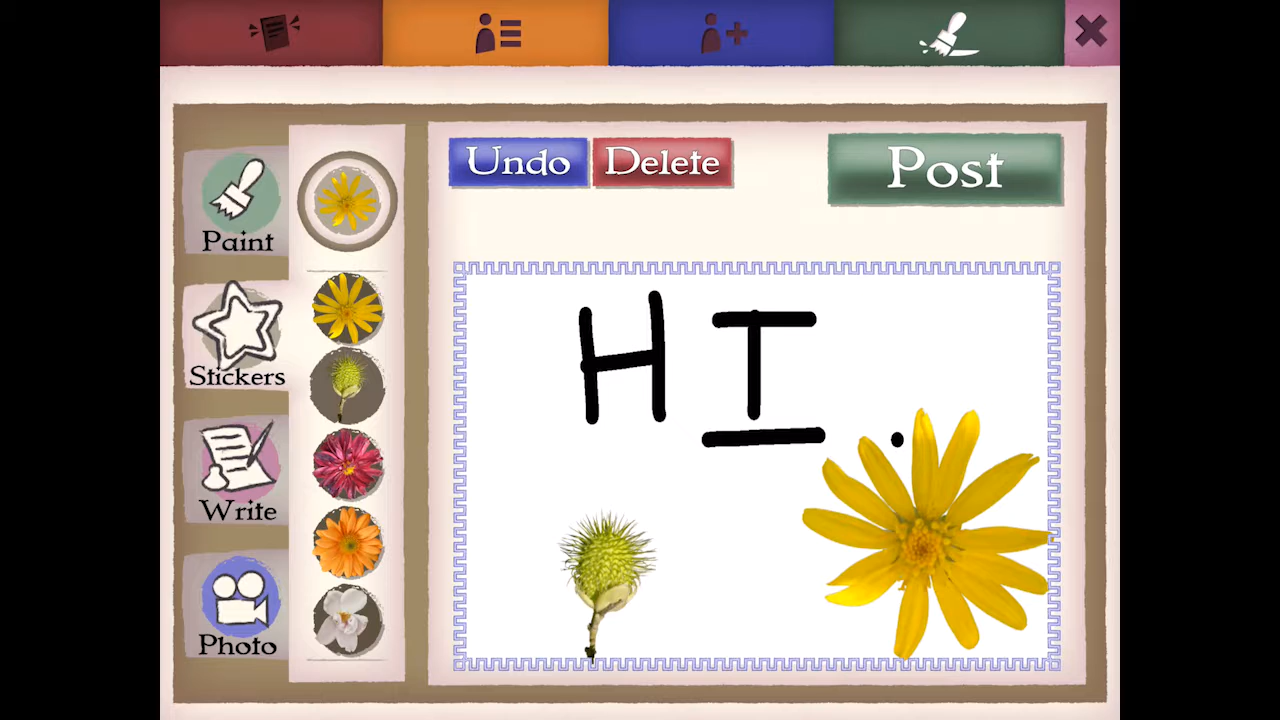 Undo Delete Post
Paint
Stickers
Write
Photo
HI.